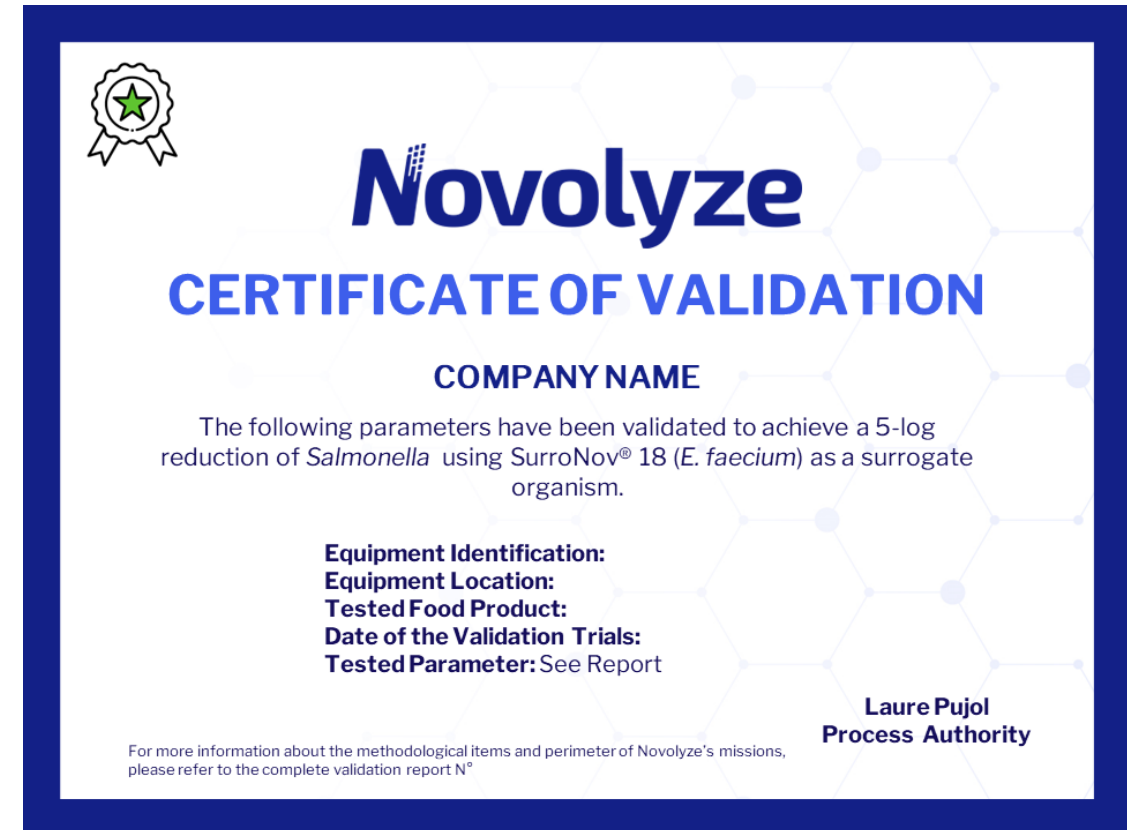 Novolyze
CERTIFICATE OF VALIDATION
COMPANY NAME
The following parameters have been validated to achieve a 5-log
reduction of Salmonella using SurroNov® 18 (E. faecium) as a surrogate
organism.
Equipment Identification:
Equipment Location:
Tested Food Product:
Date of the Validation Trials:
Tested Parameter: See Report
Laure Pujol
Process Authority
For more information about the methodological items and perimeter of Novolyze's missions,
please refer to the complete validation report N°